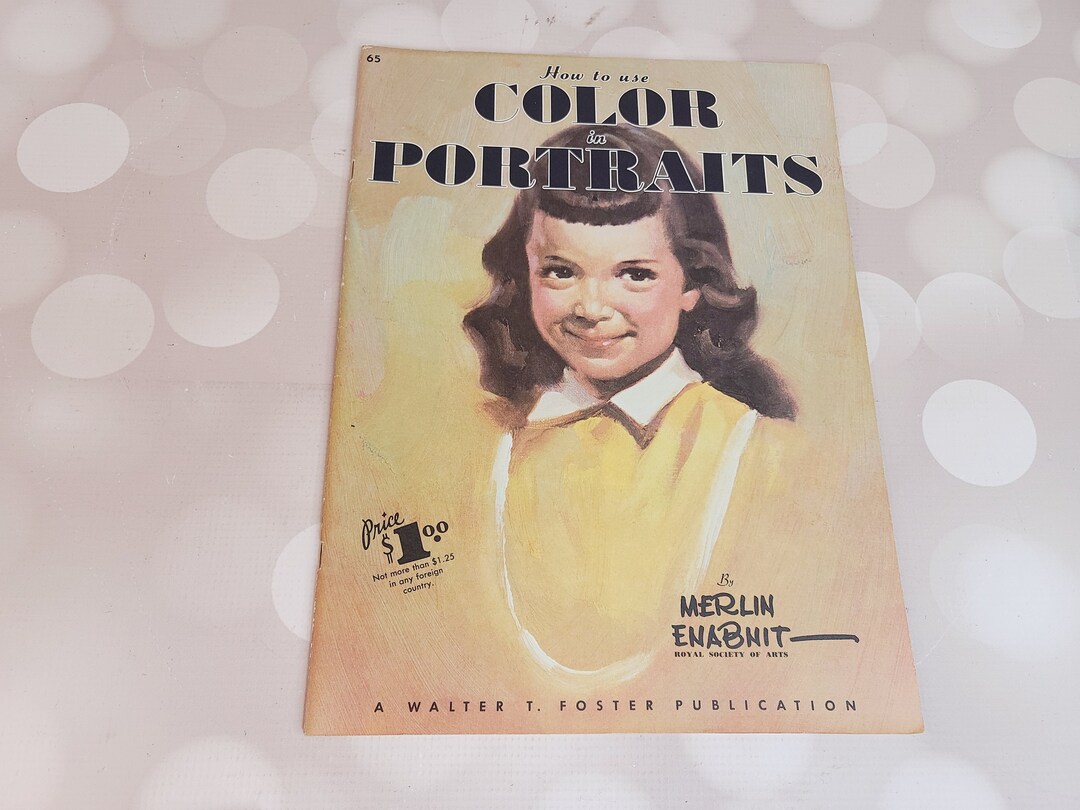 65
How to use
COLOR
in
PORTRAITS
Price
$1.00
Not more than $1.25
in any foreign
country.
By
MERLIN
ENABNIT
ROYAL SOCIETY OF ARTS
A WALTER T. FOSTER PUBLICATION